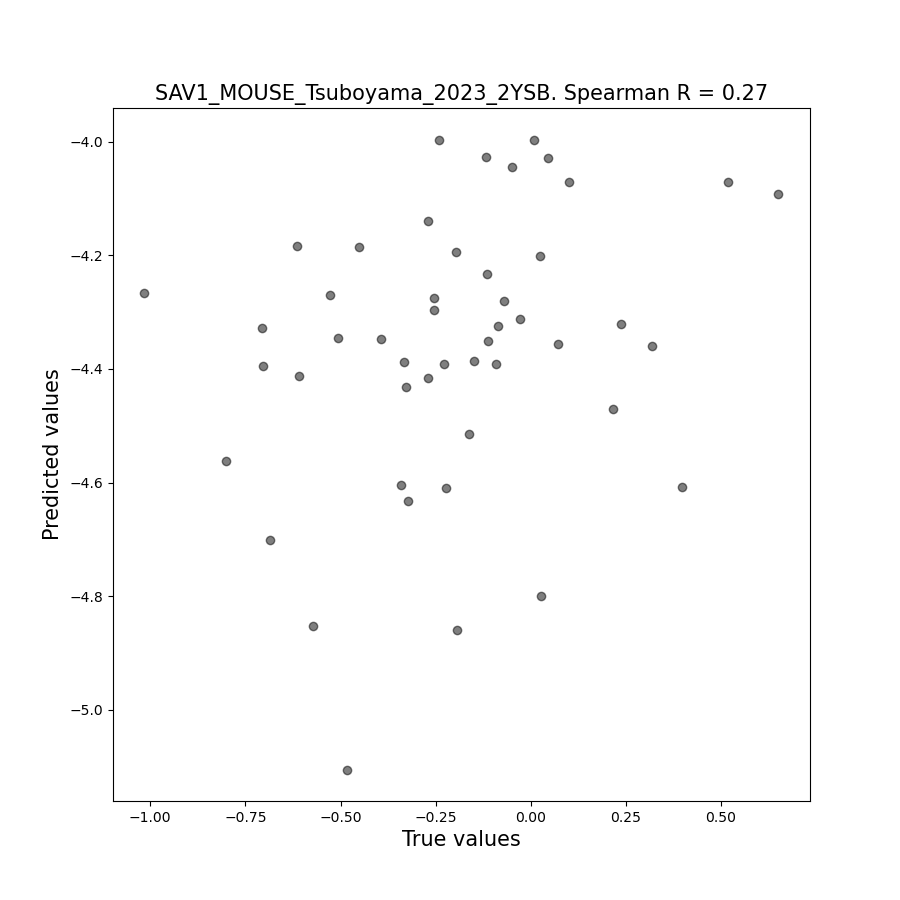 SAV1_MOUSE_Tsuboyama_2023_2YSB. Spearman R = 0.27
Predicted values
−4.0
−4.2
−4.4
−4.6
−4.8
−5.0
−1.00 −0.75 −0.50 −0.25 0.00 0.25 0.50
True values